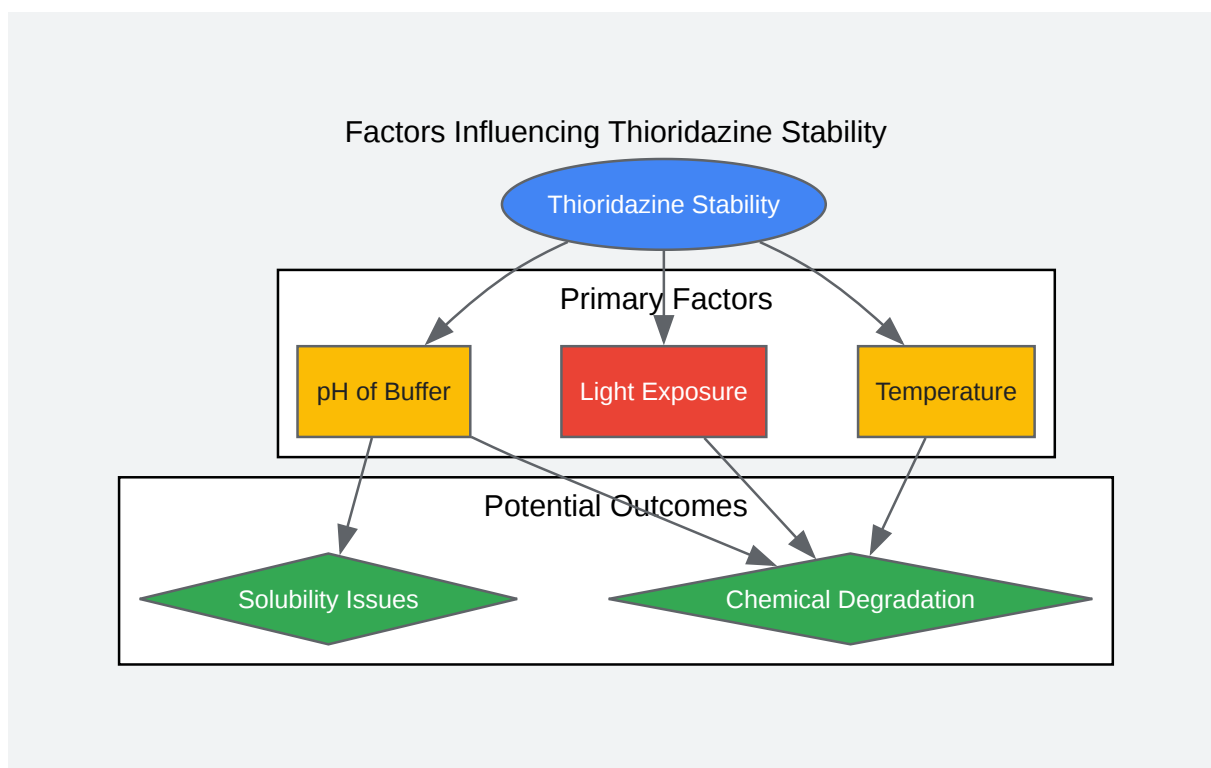 Factors Influencing Thioridazine Stability
Thioridazine Stability
Primary Factors
pH of Buffer
Light Exposure
Temperature
Potential Outcomes
Solubility Issues
Chemical Degradation